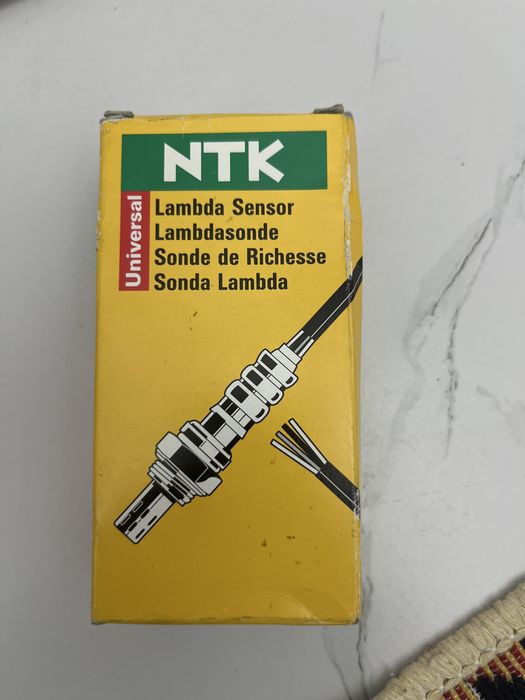 NTK
Universal
Lambda Sensor
Lambdasonde
Sonde de Richesse
Sonda Lambda